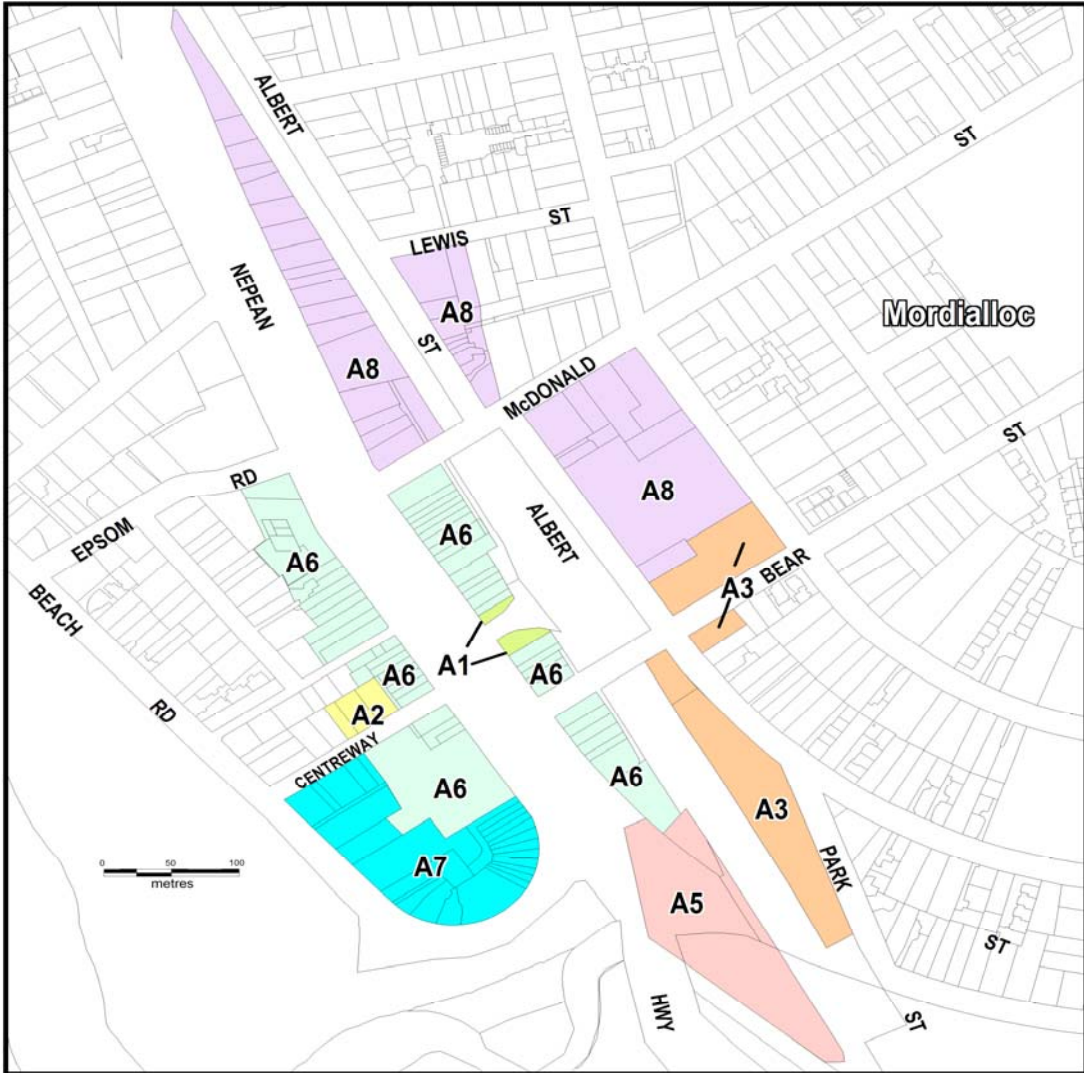 ALBERT
ST
ST
LEWIS
NEPEAN
A8
Mordialloc
ST
A8
McDONALD
ST
RD
A8
EPSOM
A6
ALBERT
A6
BEAR
A3
BEACH
A1
A6
A6
RD
A2
CENTREWAY
A6
A6
A3
0 50 100
metres
A7
PARK
A5
ST
HWY
ST